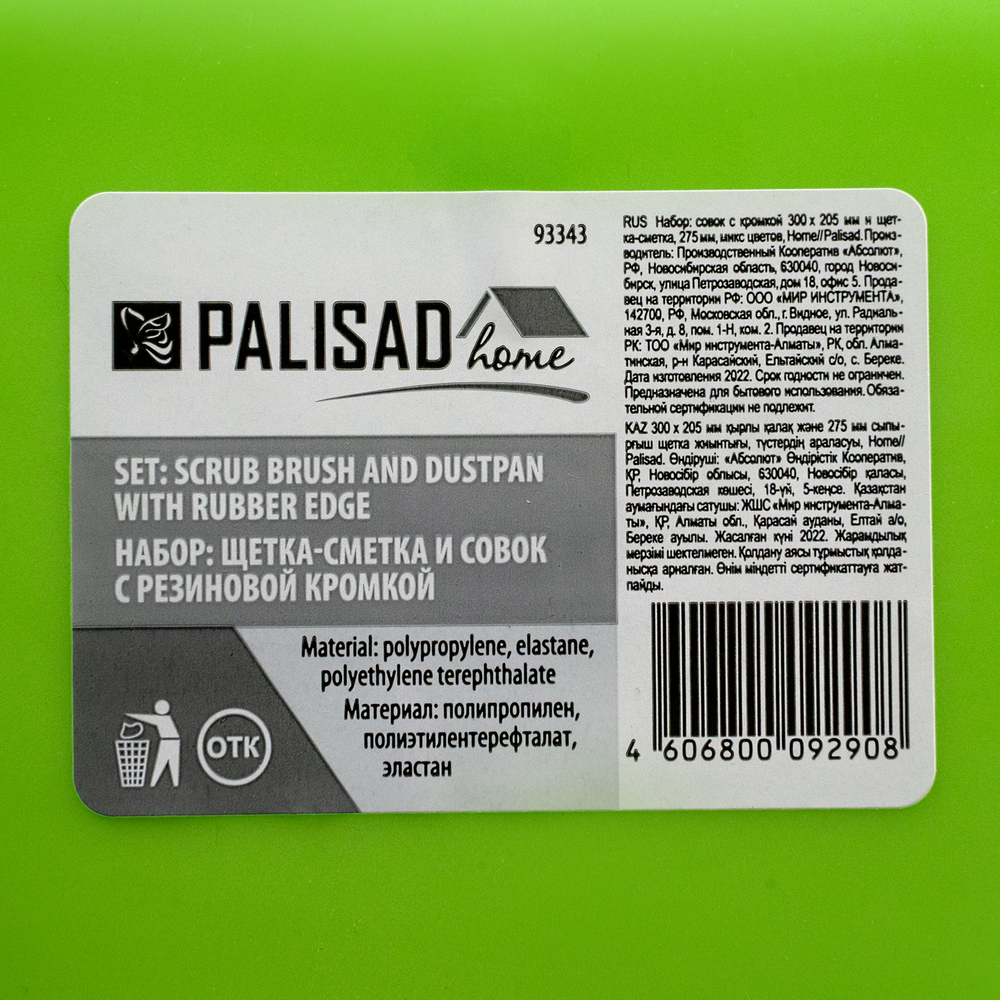 93343
PALISAD
home
SET: SCRUB BRUSH AND DUSTPAN
WITH RUBBER EDGE
НАБОР: ЩЕТКА-СМЕТКА И СОВОК
С РЕЗИНОВОЙ КРОМКОЙ
Material: polypropylene, elastane,
polyethylene terephthalate
Материал: полипропилен,
полиэтилентерефталат,
эластан
ОТК
RUS Набор: совок с кромкой 300 x 205 мм и щет-
ка-сметка, 275 мм, микс цветов, Home//Palisad. Произ-
водитель: Производственный Кооператив «Абсолют»,
РФ, Новосибирская область, 630040, город Новоси-
бирск, улица Петрозаводская, дом 18, офис 5. Прода-
вец на территории РФ: ООО «МИР ИНСТРУМЕНТА»,
142700, РФ, Московская обл., г. Видное, ул. Радиаль-
ная 3-я, д. 8, пом. 1-Н, ком. 2. Продавец на территории
РК: ТОО «Мир инструмента-Алматы», РК, обл. Алма-
тинская, р-н Карасайский, Ельтайский с/о, с. Береке.
Дата изготовления 2022. Срок годности не ограничен.
Предназначена для бытового использования. Обяза-
тельной сертификации не подлежит.
KAZ 300 x 205 мм қырлы қалақ және 275 мм сыпы-
рғыш щетка жиынтығы, түстердің араласуы, Home//
Palisad. Өндіруші: «Абсолют» Өндірістік Ксоператив,
ҚР, Новосібір облысы, 630040, Новосібір қаласы,
Петрозаводская көшесі, 18-үй, 5-кеңсе. Қазақстан
аумағындағы сатушы: ЖШС «Мир инструмента-Алма-
ты», ҚР, Алматы обл., Қарасай ауданы, Елтай а/о,
Береке ауылы. Жасалған күні 2022. Жарамдылық
мерзімі шектелмеген. Қолдану аясы тұрмыстық қолда-
нысқа арналған. Өнім міндетті сертификаттауға жат-
пайды.
4 606800 092908